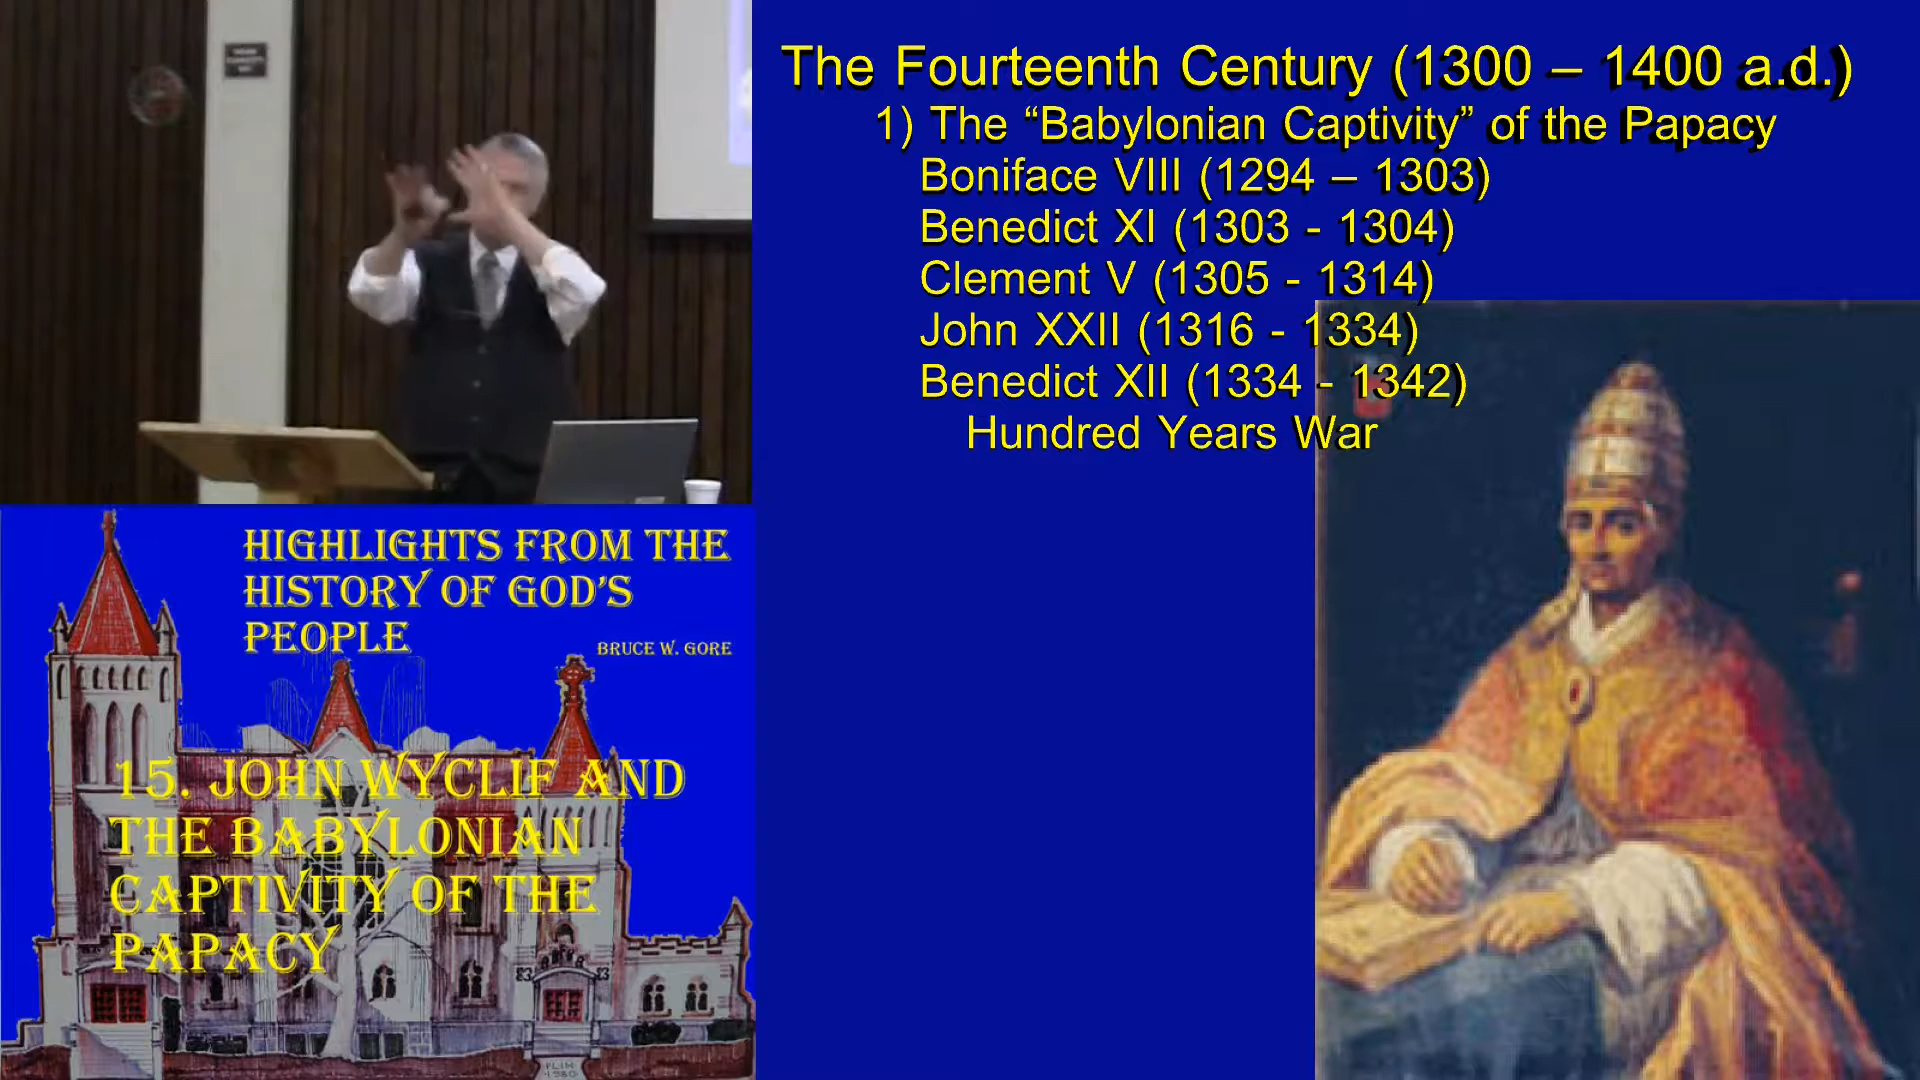 The Fourteenth Century (1300 – 1400 a.d.)
1) The “Babylonian Captivity” of the Papacy
Boniface VIII (1294 – 1303)
Benedict XI (1303 - 1304)
Clement V (1305 - 1314)
John XXII (1316 - 1334)
Benedict XII (1334 - 1342)
Hundred Years War
HIGHLIGHTS FROM THE
HISTORY OF GOD’S
PEOPLE
BRUCE W. GORE
15. JOHN WYCLIF AND
THE BABYLONIAN
CAPTIVITY OF THE
PAPACY